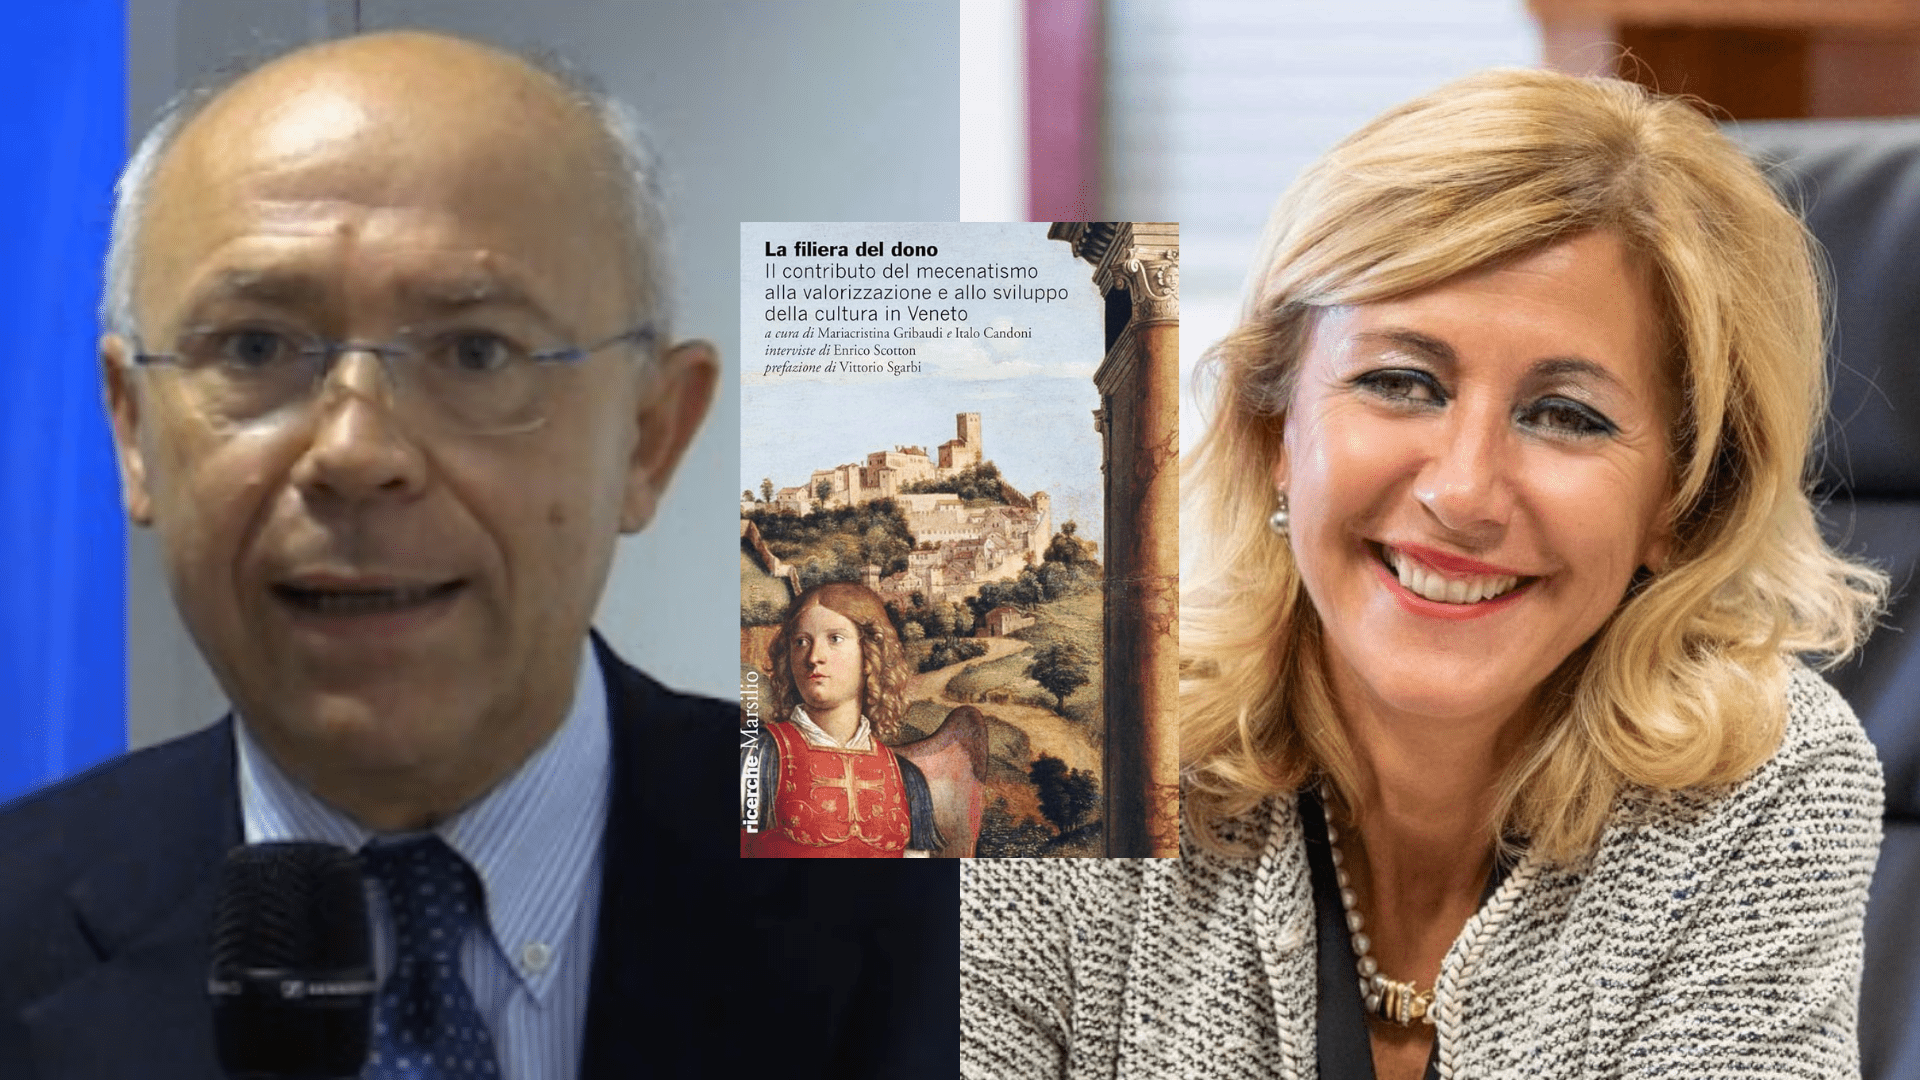 La filiera del dono
Il contributo del mecenatismo
alla valorizzazione e allo sviluppo
della cultura in Veneto
a cura di Mariacristina Gribaudi e Italo Candoni
interviste di Enrico Scotton
prefazione di Vittorio Sgarbi
ricerche Marsilio